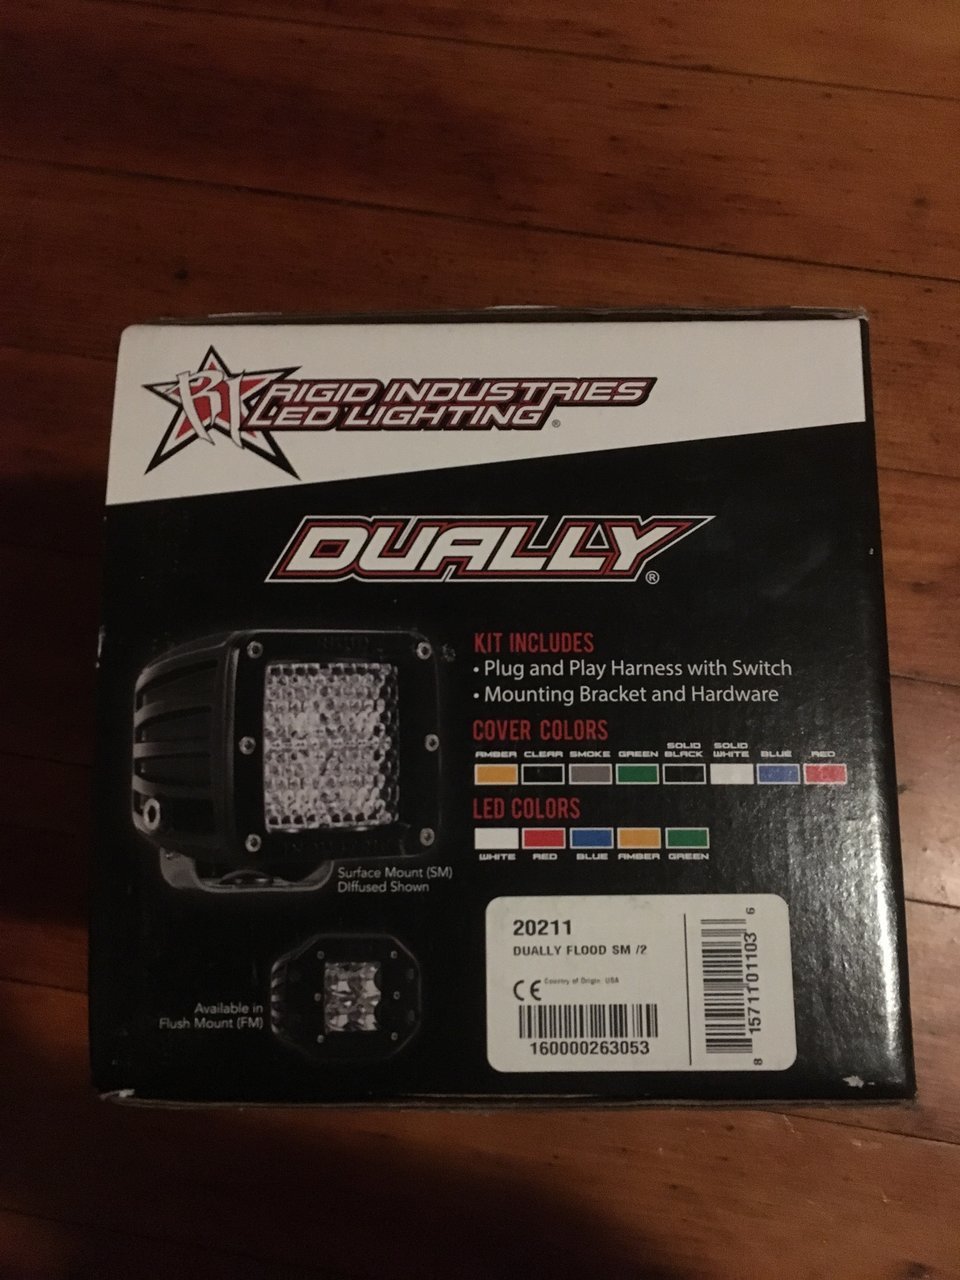 RI RIGID INDUSTRIES
LED LIGHTING®
DUALLY®
KIT INCLUDES
• Plug and Play Harness with Switch
• Mounting Bracket and Hardware
COVER COLORS
AMBER CLEAR SMOKE GREEN SOLID BLACK SOLID WHITE BLUE RED
LED COLORS
WHITE RED BLUE AMBER GREEN
Surface Mount (SM)
Diffused Shown
Available in
Flush Mount (FM)
20211
DUALLY FLOOD SM /2
CE Country of Origin: USA
160000263053
8 15711 01103 6